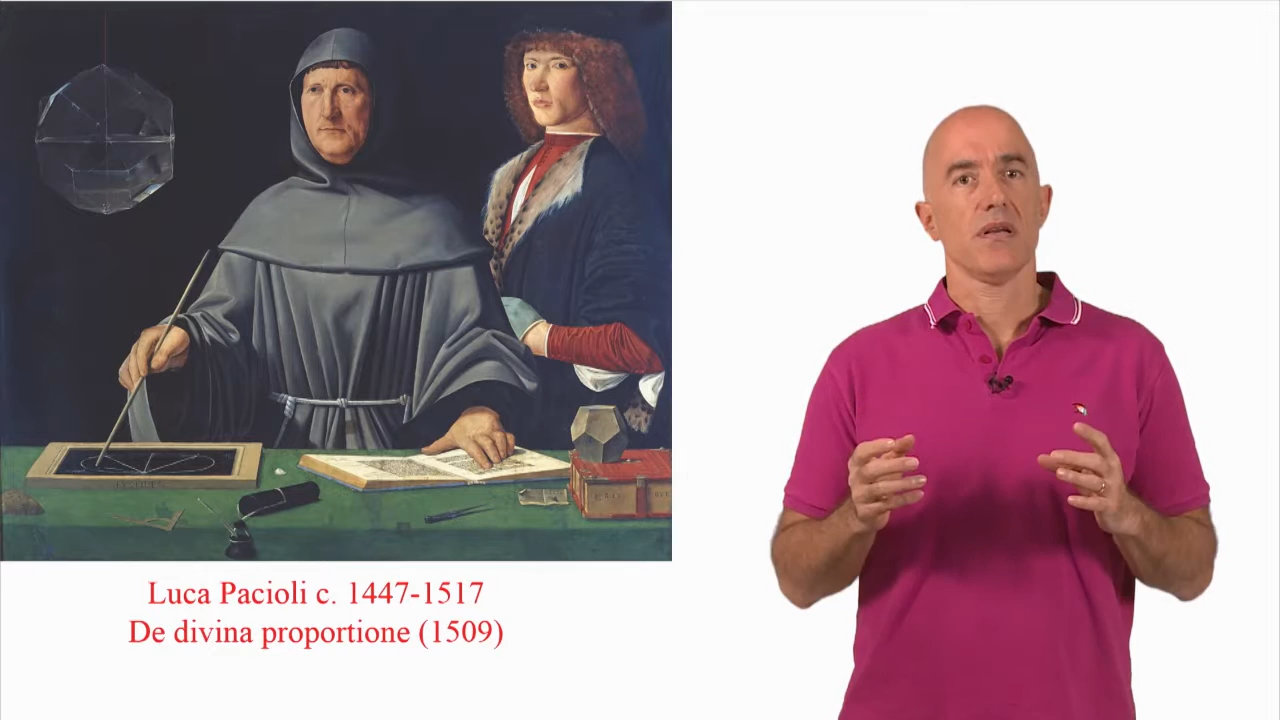 Luca Pacioli c. 1447-1517
De divina proportione (1509)